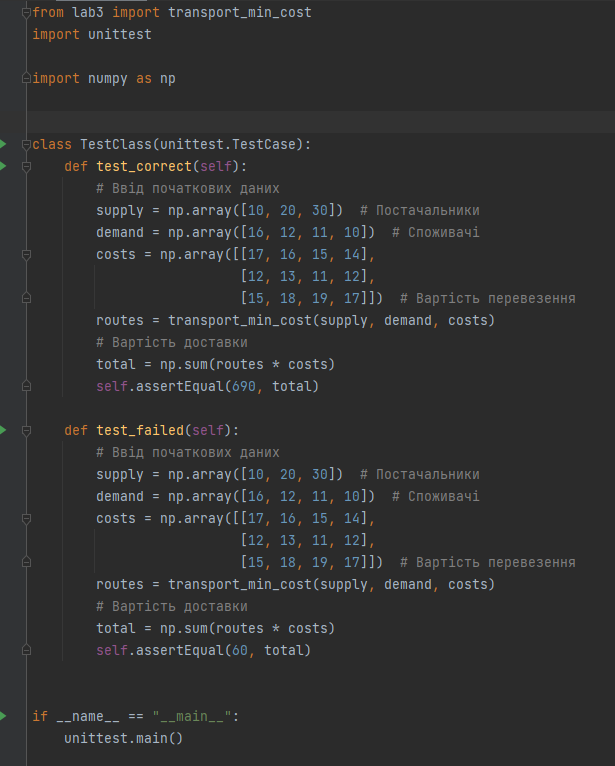 from lab3 import transport_min_cost
import unittest
import numpy as np
class TestClass(unittest.TestCase):
    def test_correct(self):
        # Ввід початкових даних
        supply = np.array([10, 20, 30])  # Постачальники
        demand = np.array([16, 12, 11, 10])  # Споживачі
        costs = np.array([[17, 16, 15, 14],
                          [12, 13, 11, 12],
                          [15, 18, 19, 17]])  # Вартість перевезення
        routes = transport_min_cost(supply, demand, costs)
        # Вартість доставки
        total = np.sum(routes * costs)
        self.assertEqual(690, total)
    def test_failed(self):
        # Ввід початкових даних
        supply = np.array([10, 20, 30])  # Постачальники
        demand = np.array([16, 12, 11, 10])  # Споживачі
        costs = np.array([[17, 16, 15, 14],
                          [12, 13, 11, 12],
                          [15, 18, 19, 17]])  # Вартість перевезення
        routes = transport_min_cost(supply, demand, costs)
        # Вартість доставки
        total = np.sum(routes * costs)
        self.assertEqual(60, total)
if __name__ == "__main__":
    unittest.main()